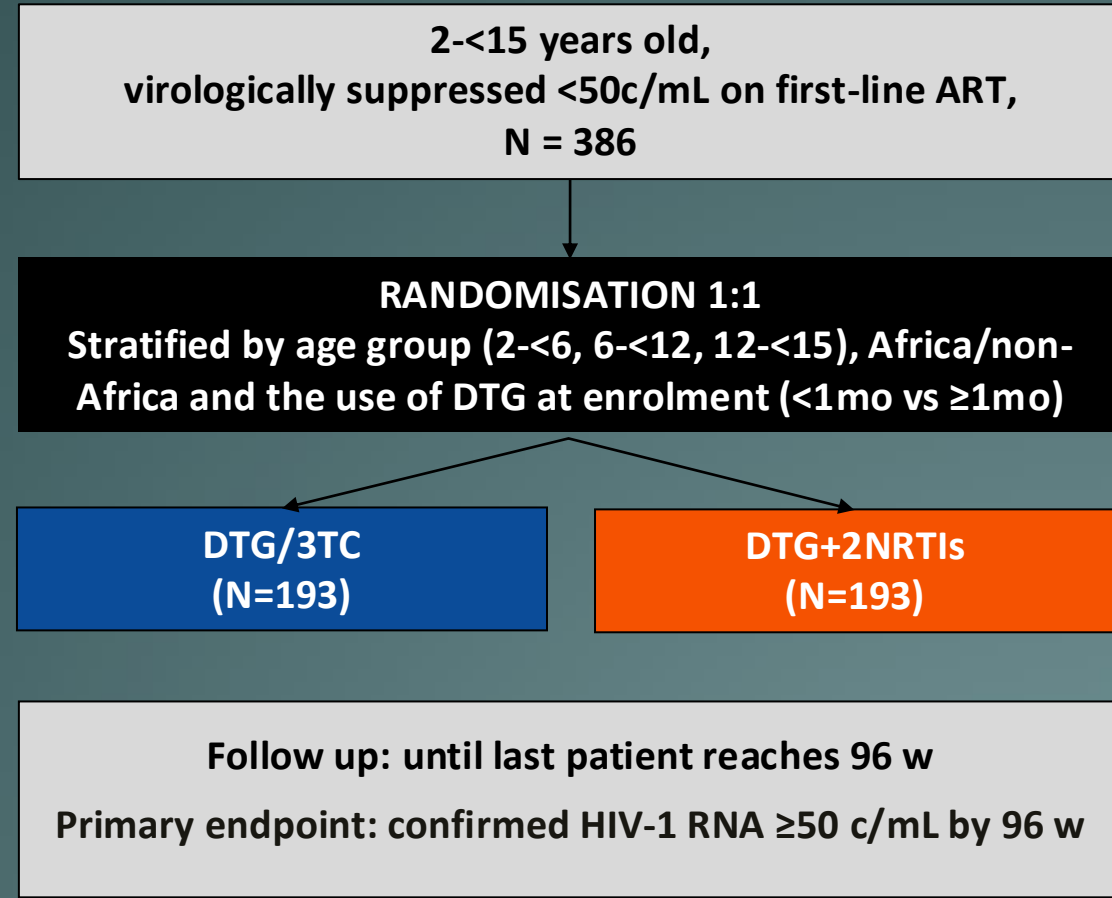 2-<15 years old,
virologically suppressed <50c/mL on first-line ART,
N = 386
RANDOMISATION 1:1
Stratified by age group (2-<6, 6-<12, 12-<15), Africa/non-
Africa and the use of DTG at enrolment (<1mo vs ≥1mo)
DTG/3TC
(N=193)
DTG+2NRTIs
(N=193)
Follow up: until last patient reaches 96 w
Primary endpoint: confirmed HIV-1 RNA ≥50 c/mL by 96 w